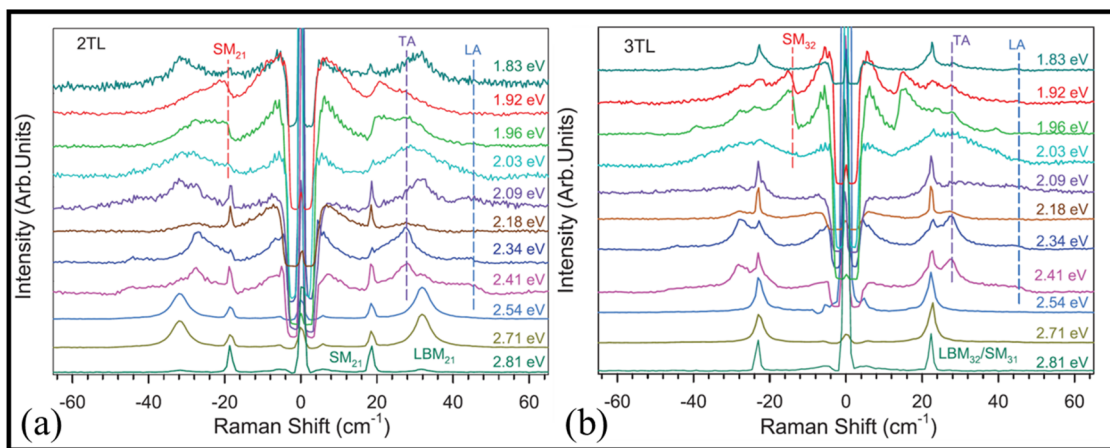 2TL
SM21
TA
LA
1.83 eV
1.92 eV
1.96 eV
2.03 eV
2.09 eV
2.18 eV
2.34 eV
2.41 eV
2.54 eV
2.71 eV
SM21
LBM21
2.81 eV
Intensity (Arb.Units)
-60
-40
-20
0
20
40
60
Raman Shift (cm-1)
(a)
3TL
SM32
TA
LA
1.83 eV
1.92 eV
1.96 eV
2.03 eV
2.09 eV
2.18 eV
2.34 eV
2.41 eV
2.54 eV
2.71 eV
LBM32/SM31
2.81 eV
Intensity (Arb.Units)
-60
-40
-20
0
20
40
60
Raman Shift (cm-1)
(b)